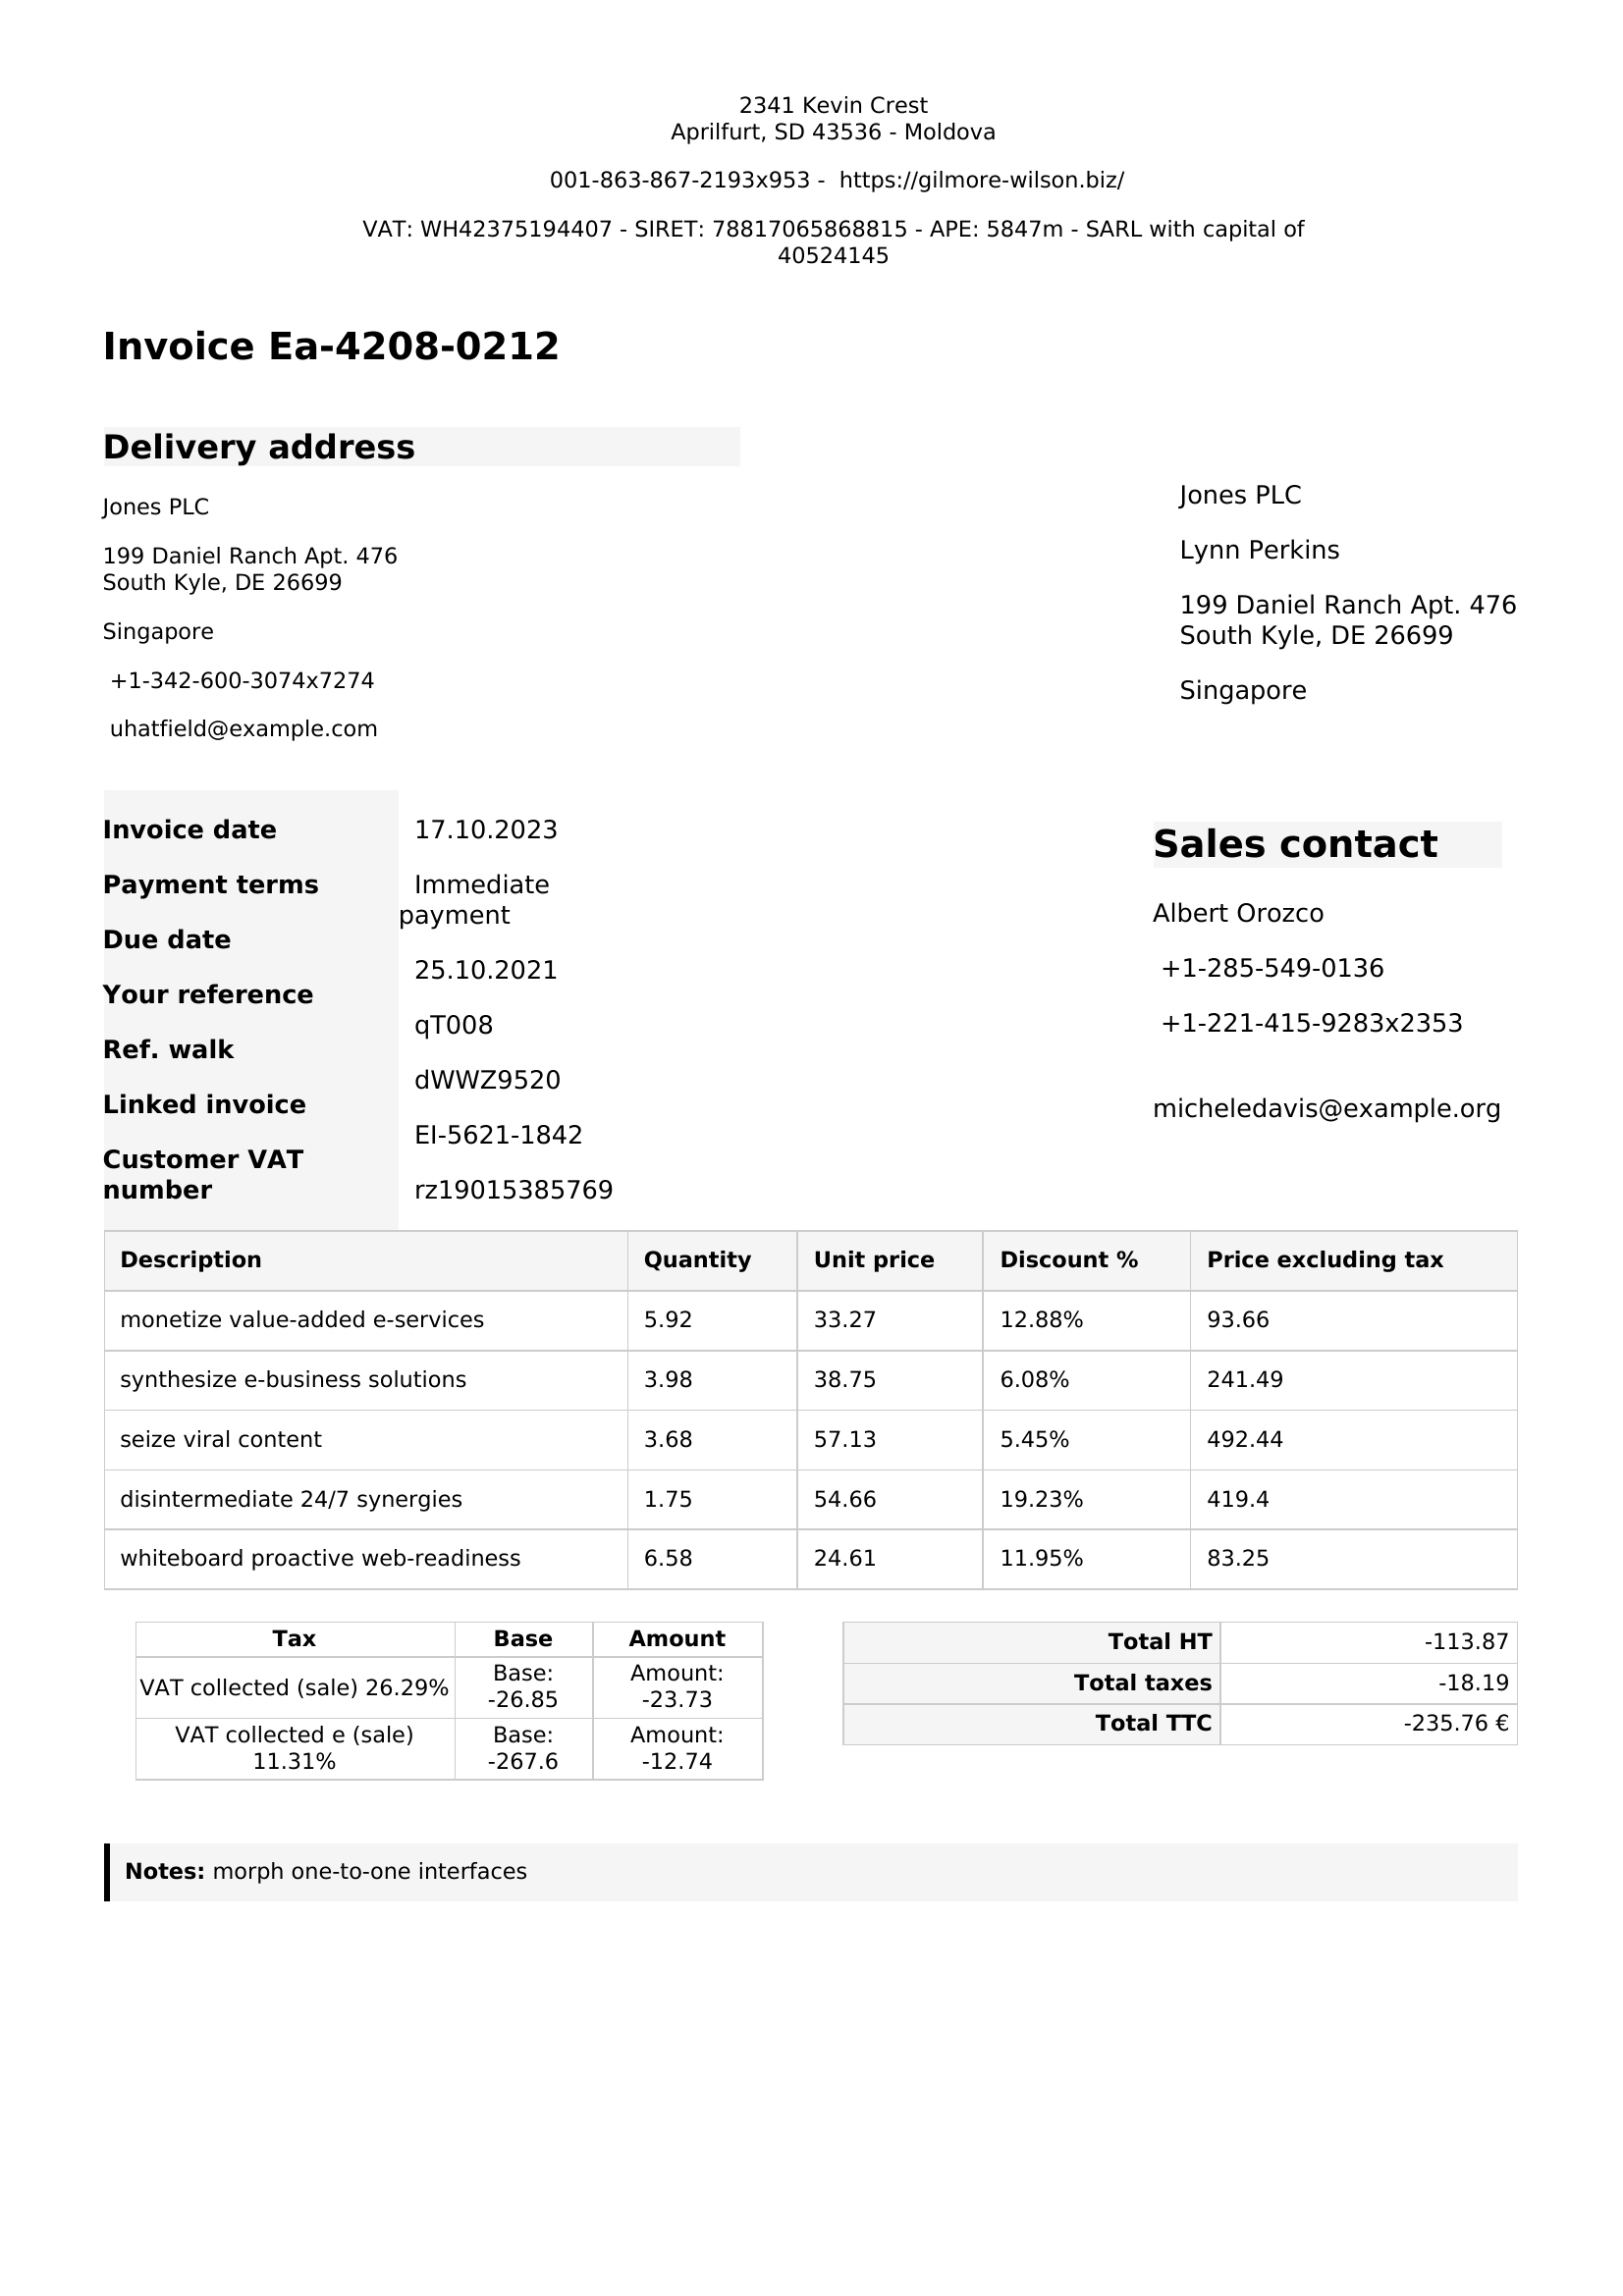 2341 Kevin Crest
Aprilfurt, SD 43536 - Moldova
001-863-867-2193x953 -  https://gilmore-wilson.biz/
VAT: WH42375194407 - SIRET: 78817065868815 - APE: 5847m - SARL with capital of
40524145
Invoice Ea-4208-0212
Delivery address
Jones PLC
199 Daniel Ranch Apt. 476
South Kyle, DE 26699
Singapore
+1-342-600-3074x7274
uhatfield@example.com
Jones PLC
Lynn Perkins
199 Daniel Ranch Apt. 476
South Kyle, DE 26699
Singapore
Invoice date 17.10.2023
Payment terms Immediate
payment
Due date 25.10.2021
Your reference qT008
Ref. walk dWWZ9520
Linked invoice EI-5621-1842
Customer VAT
number rz19015385769
Sales contact
Albert Orozco
+1-285-549-0136
+1-221-415-9283x2353
micheledavis@example.org
Description Quantity Unit price Discount % Price excluding tax
monetize value-added e-services 5.92 33.27 12.88% 93.66
synthesize e-business solutions 3.98 38.75 6.08% 241.49
seize viral content 3.68 57.13 5.45% 492.44
disintermediate 24/7 synergies 1.75 54.66 19.23% 419.4
whiteboard proactive web-readiness 6.58 24.61 11.95% 83.25
Tax Base Amount
VAT collected (sale) 26.29% Base: -26.85 Amount: -23.73
VAT collected e (sale) 11.31% Base: -267.6 Amount: -12.74
Total HT -113.87
Total taxes -18.19
Total TTC -235.76 €
Notes: morph one-to-one interfaces